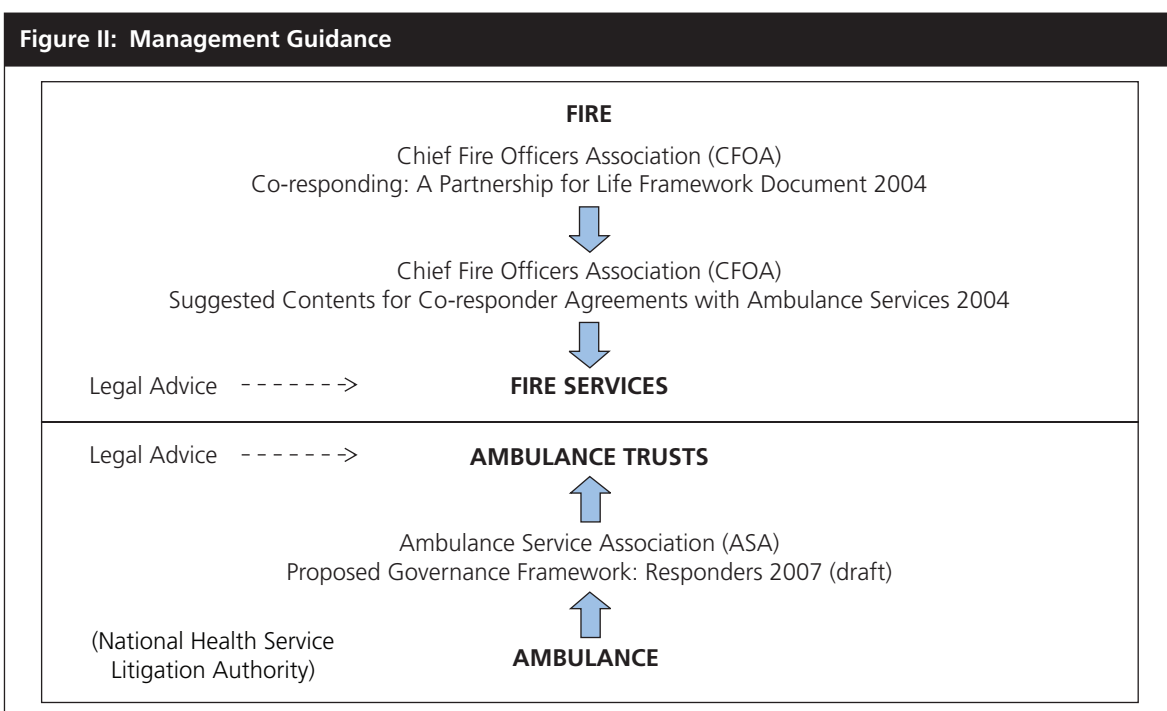 Figure II: Management Guidance
FIRE
Chief Fire Officers Association (CFOA)
Co-responding: A Partnership for Life Framework Document 2004
Chief Fire Officers Association (CFOA)
Suggested Contents for Co-responder Agreements with Ambulance Services 2004
Legal Advice FIRE SERVICES
Legal Advice AMBULANCE TRUSTS
Ambulance Service Association (ASA)
Proposed Governance Framework: Responders 2007 (draft)
(National Health Service
Litigation Authority)
AMBULANCE